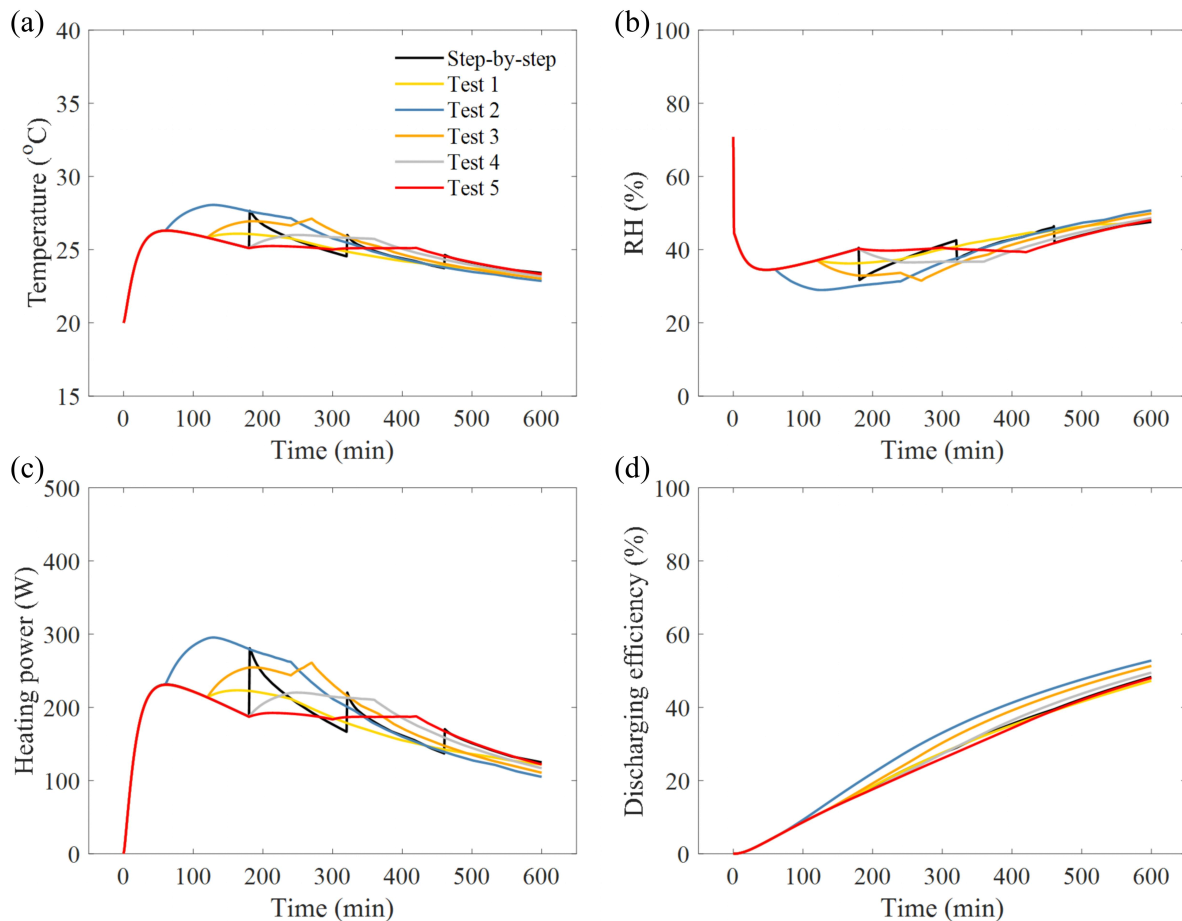 (a)
Temperature (°C)
40
35
30
25
20
15
Step-by-step
Test 1
Test 2
Test 3
Test 4
Test 5
0 100 200 300 400 500 600
Time (min)
(b)
RH (%)
100
80
60
40
20
0
0 100 200 300 400 500 600
Time (min)
(c)
Heating power (W)
500
400
300
200
100
0
0 100 200 300 400 500 600
Time (min)
(d)
Discharging efficiency (%)
100
80
60
40
20
0
0 100 200 300 400 500 600
Time (min)